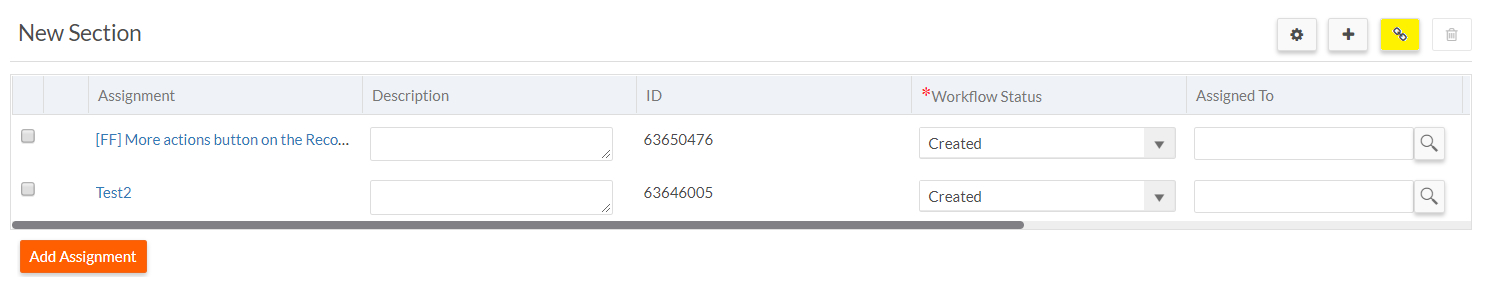 New Section
Assignment Description ID *Workflow Status Assigned To
[FF] More actions button on the Reco... 63650476 Created
Test2 63646005 Created
Add Assignment